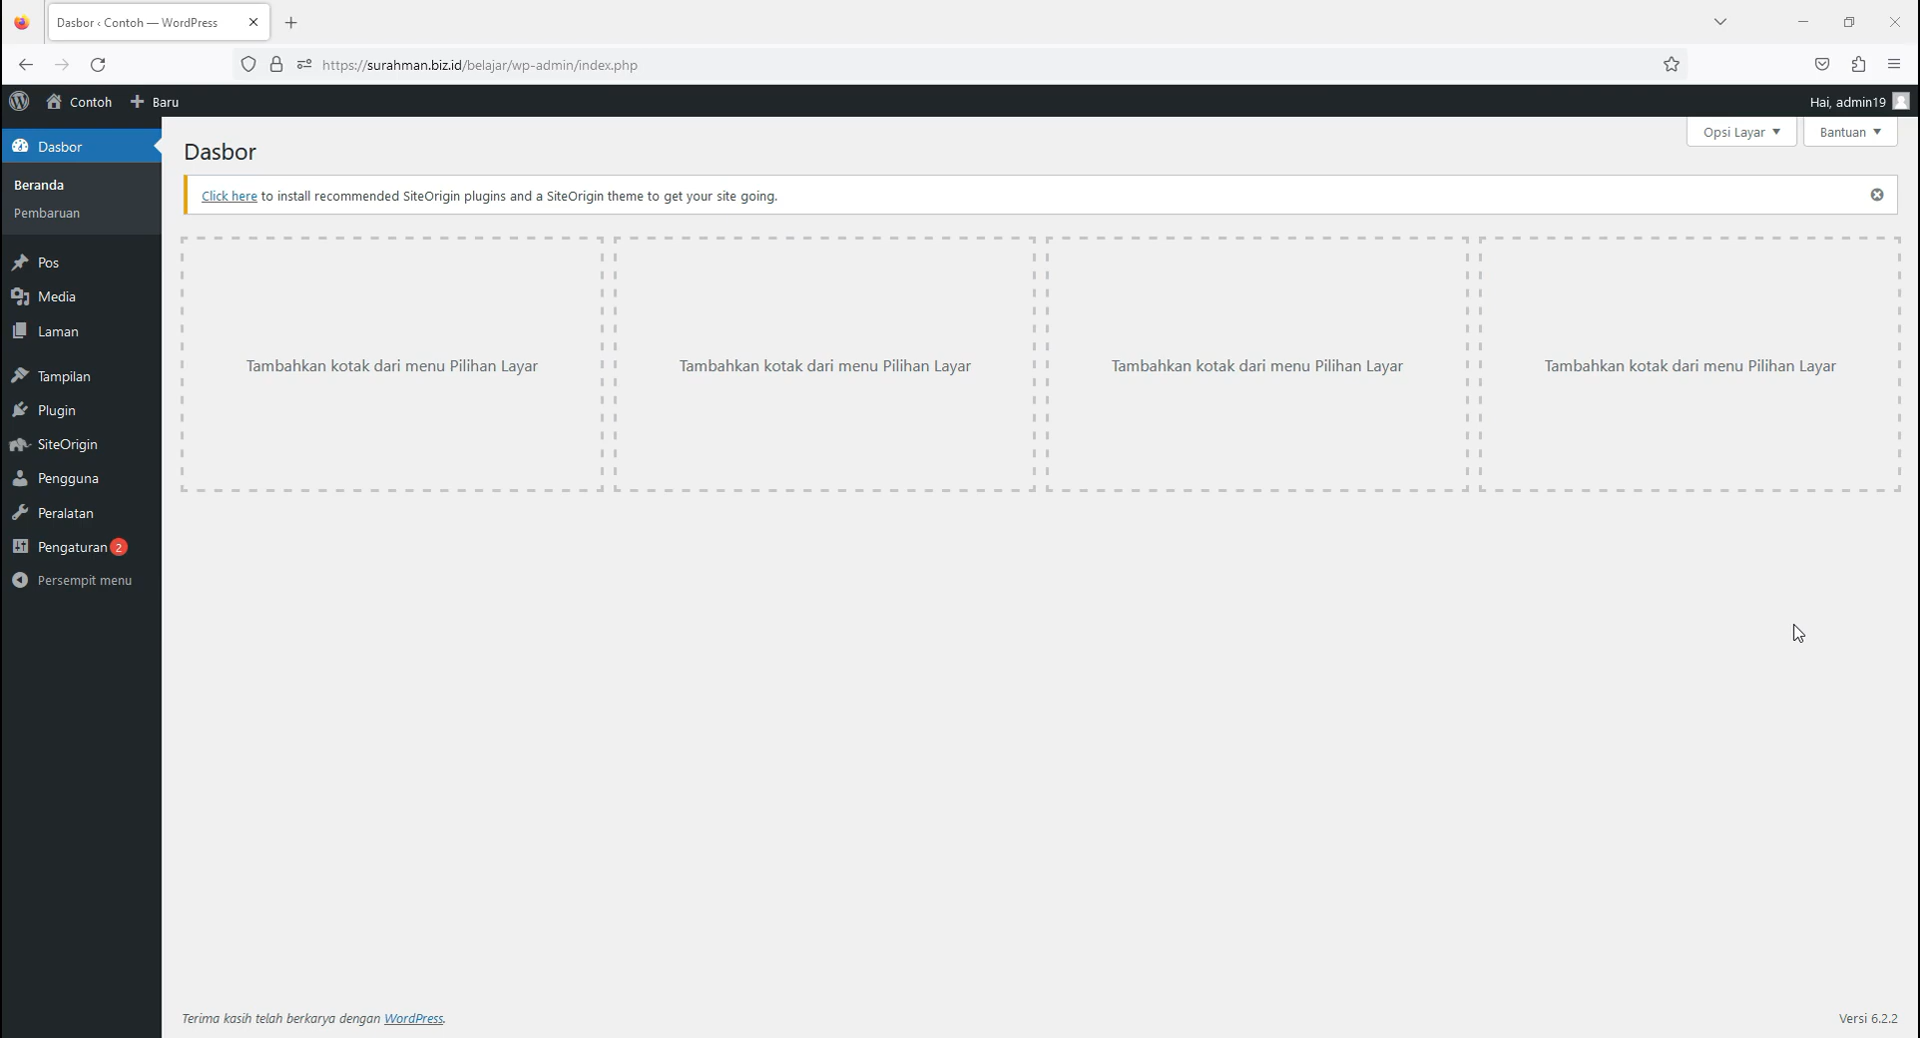 Dasbor ‹ Contoh — WordPress
https://surahman.biz.id/belajar/wp-admin/index.php
Contoh
Baru
Hai, admin19
Dasbor
Beranda
Pembaruan
Pos
Media
Laman
Tampilan
Plugin
SiteOrigin
Pengguna
Peralatan
Pengaturan 2
Persempit menu
Opsi Layar
Bantuan
Dasbor
Click here to install recommended SiteOrigin plugins and a SiteOrigin theme to get your site going.
Tambahkan kotak dari menu Pilihan Layar
Tambahkan kotak dari menu Pilihan Layar
Tambahkan kotak dari menu Pilihan Layar
Tambahkan kotak dari menu Pilihan Layar
Terima kasih telah berkarya dengan WordPress.
Versi 6.2.2